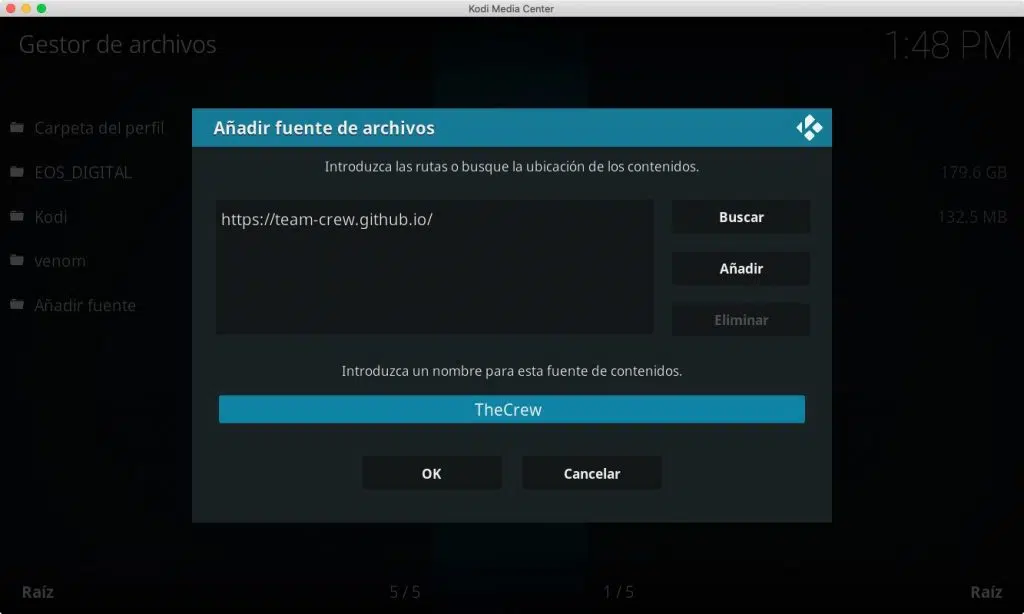 Kodi Media Center
Gestor de archivos
1:48 PM
Añadir fuente de archivos
Introduzca las rutas o busque la ubicación de los contenidos.
https://team-crew.github.io/
Buscar
Añadir
Eliminar
Introduzca un nombre para esta fuente de contenidos.
TheCrew
OK
Cancelar
Carpeta del perfil
EOS_DIGITAL
179.6 GB
Kodi
132.5 MB
venom
Añadir fuente
Raíz
5 / 5
1 / 5
Raíz